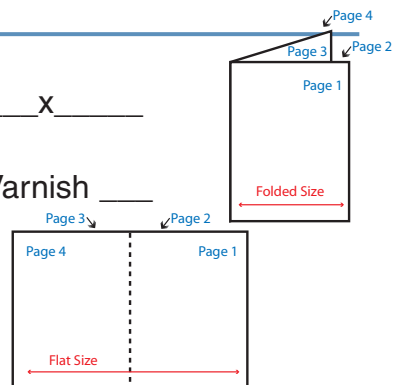 Page 4
Page 3
Page 2
Page 1
___x______
Varnish ___
Folded Size
Page 3
Page 2
Page 4
Page 1
Flat Size